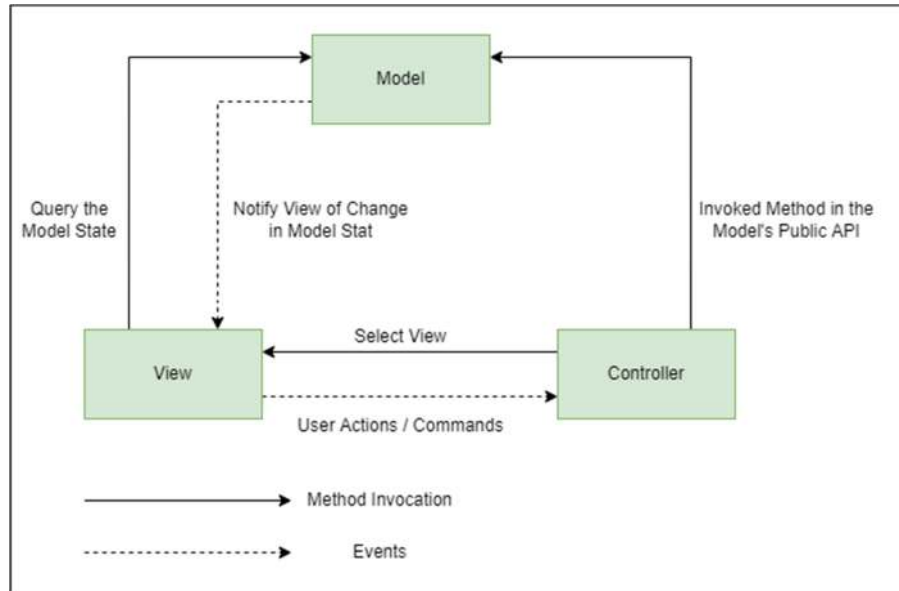 Model
Query the
Model State
Notify View of Change
in Model Stat
Invoked Method in the
Model's Public API
Select View
View
Controller
User Actions / Commands
Method Invocation
Events